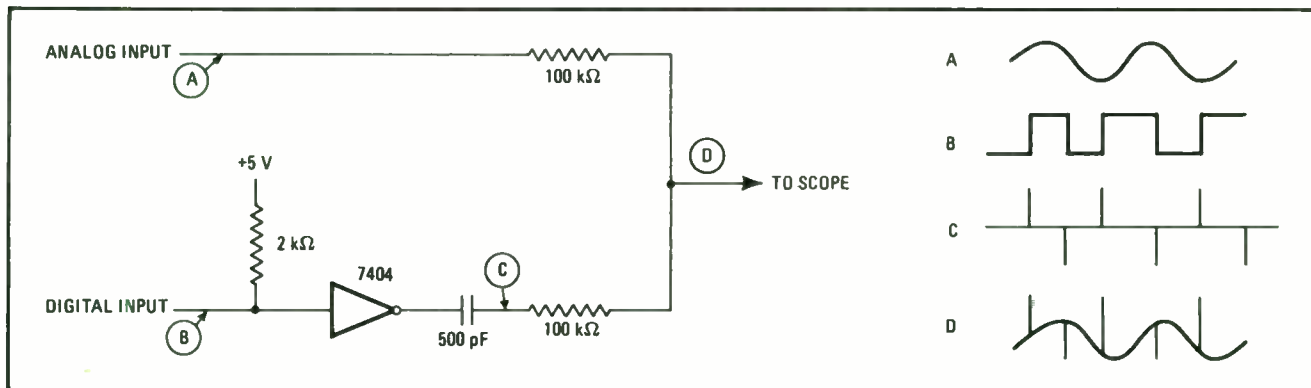 ANALOG INPUT
A
100 kΩ
+5 V
2 kΩ
D
TO SCOPE
7404
C
DIGITAL INPUT
B
500 pF
100 kΩ
A
B
C
D